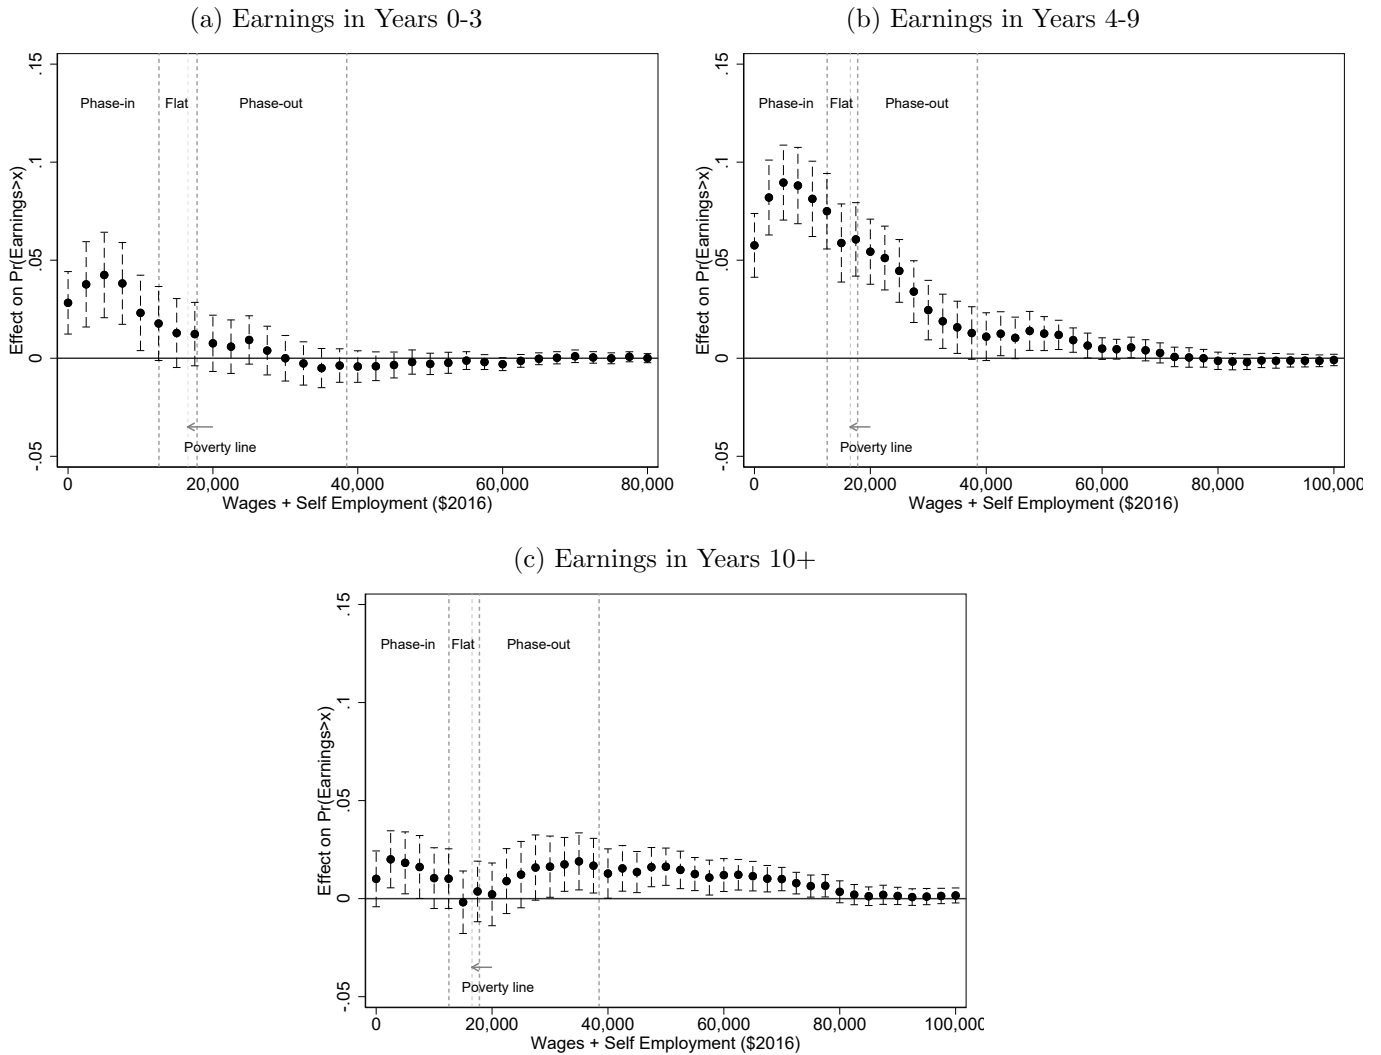 (a) Earnings in Years 0-3
Effect on Pr(Earnings>x)
.15
.1
.05
0
-.05
Phase-in Flat Phase-out
Poverty line
0 20,000 40,000 60,000 80,000
Wages + Self Employment ($2016)
(b) Earnings in Years 4-9
Effect on Pr(Earnings>x)
.15
.1
.05
0
-.05
Phase-in Flat Phase-out
Poverty line
0 20,000 40,000 60,000 80,000 100,000
Wages + Self Employment ($2016)
(c) Earnings in Years 10+
Effect on Pr(Earnings>x)
.15
.1
.05
0
-.05
Phase-in Flat Phase-out
Poverty line
0 20,000 40,000 60,000 80,000 100,000
Wages + Self Employment ($2016)